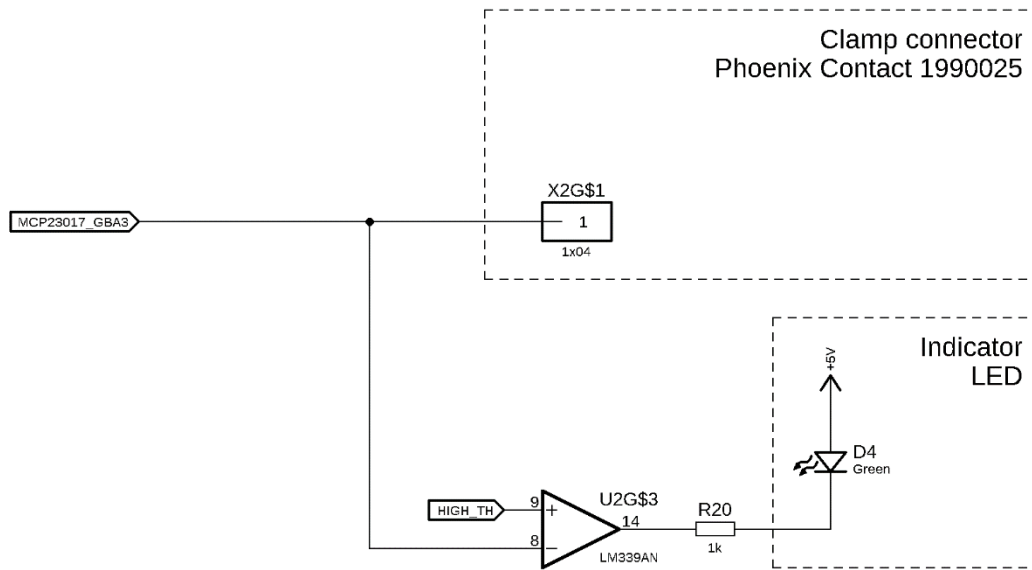 Clamp connector
Phoenix Contact 1990025
X2G$1
MCP23017_GBA3
1
1x04
Indicator
LED
+5V
D4
Green
U2G$3
HIGH_TH
9
+
14
8
-
LM339AN
R20
1k